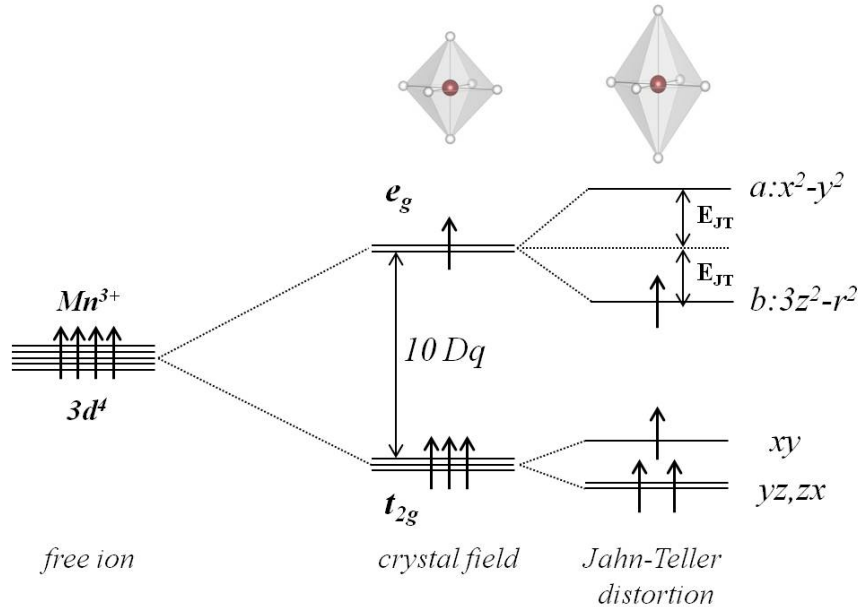 e_g
a:x²-y²
E_JT
E_JT
Mn³⁺
b:3z²-r²
10 Dq
3d⁴
xy
yz,zx
t_2g
free ion
crystal field
Jahn-Teller
distortion